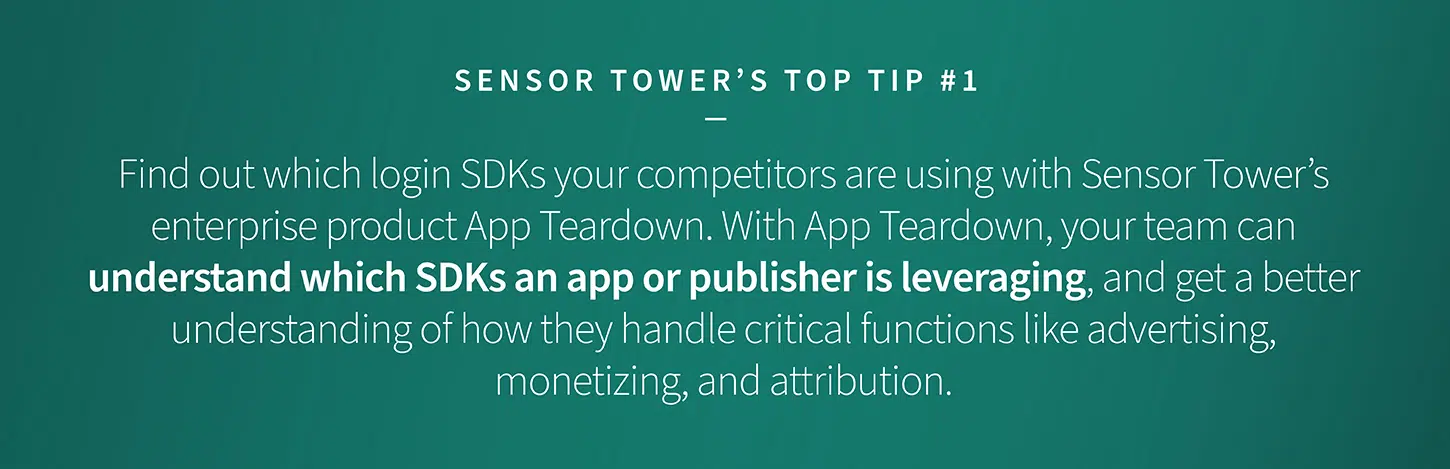 SENSOR TOWER’S TOP TIP #1
Find out which login SDKs your competitors are using with Sensor Tower’s
enterprise product App Teardown. With App Teardown, your team can
understand which SDKs an app or publisher is leveraging, and get a better
understanding of how they handle critical functions like advertising,
monetizing, and attribution.